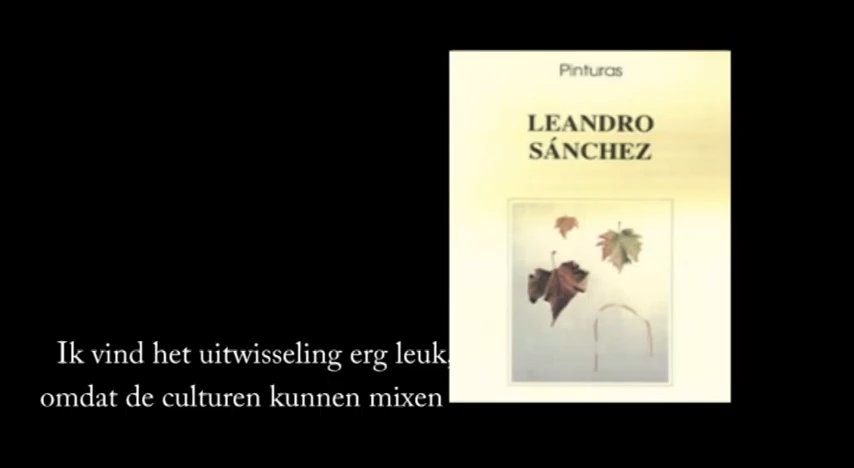 Pinturas
LEANDRO
SÁNCHEZ
Ik vind het uitwisseling erg leuk,
omdat de culturen kunnen mixen